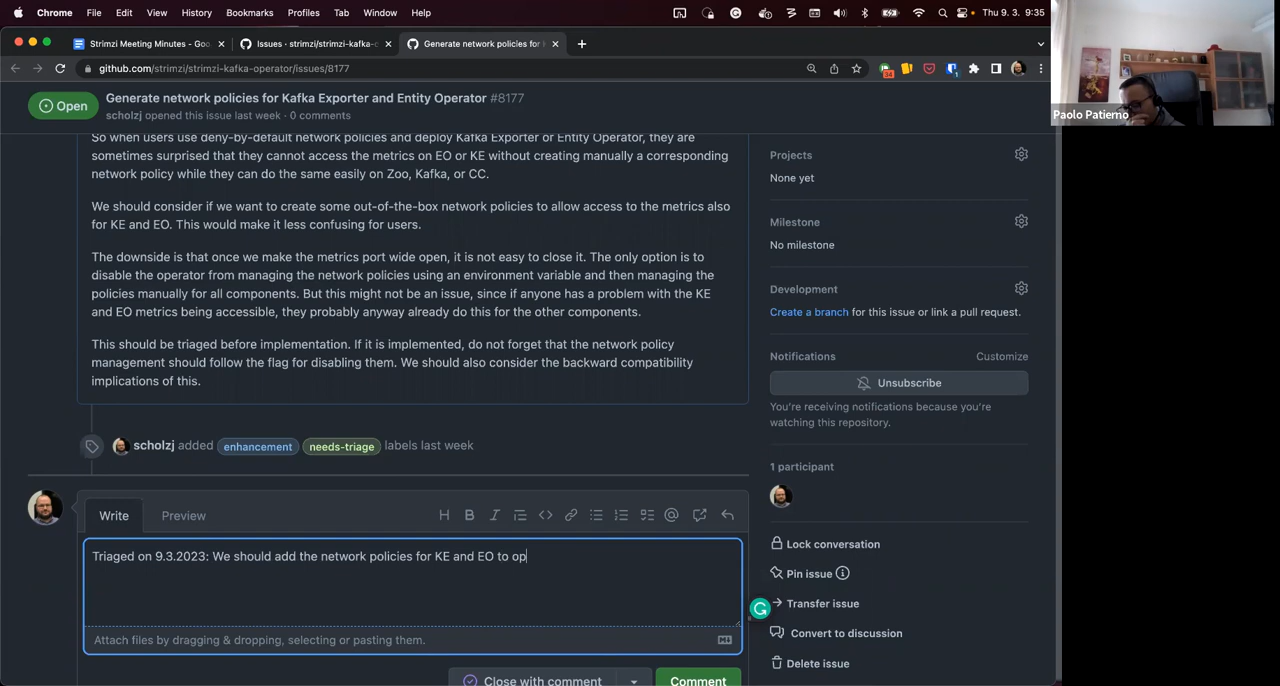 Chrome File Edit View History Bookmarks Profiles Tab Window Help Thu 9. 3. 9:35
Strimzi Meeting Minutes - Goo Issues · strimzi/strimzi-kafka-o Generate network policies for K
github.com/strimzi/strimzi-kafka-operator/issues/8177
34
1
Paolo Patierno
Open
Generate network policies for Kafka Exporter and Entity Operator #8177
scholzj opened this issue last week · 0 comments
So when users use deny-by-default network policies and deploy Kafka Exporter or Entity Operator, they are
sometimes surprised that they cannot access the metrics on EO or KE without creating manually a corresponding
network policy while they can do the same easily on Zoo, Kafka, or CC.
We should consider if we want to create some out-of-the-box network policies to allow access to the metrics also
for KE and EO. This would make it less confusing for users.
The downside is that once we make the metrics port wide open, it is not easy to close it. The only option is to
disable the operator from managing the network policies using an environment variable and then managing the
policies manually for all components. But this might not be an issue, since if anyone has a problem with the KE
and EO metrics being accessible, they probably anyway already do this for the other components.
This should be triaged before implementation. If it is implemented, do not forget that the network policy
management should follow the flag for disabling them. We should also consider the backward compatibility
implications of this.
scholzj added enhancement needs-triage labels last week
Write Preview
Triaged on 9.3.2023: We should add the network policies for KE and EO to op
Attach files by dragging & dropping, selecting or pasting them.
Close with comment Comment
Projects
None yet
Milestone
No milestone
Development
Create a branch for this issue or link a pull request.
Notifications Customize
Unsubscribe
You're receiving notifications because you're
watching this repository.
1 participant
Lock conversation
Pin issue
Transfer issue
Convert to discussion
Delete issue